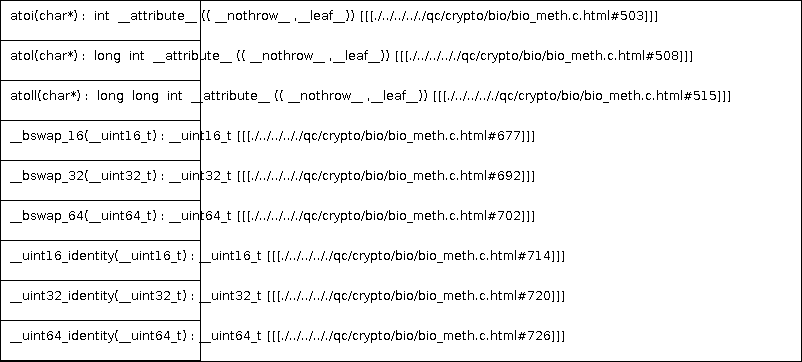 atoi(char*) : int __attribute__ (( __nothrow__ ,__leaf__)) [[[./../../../qc/crypto/bio/bio_meth.c.html#503]]]
atol(char*) : long int __attribute__ (( __nothrow__ ,__leaf__)) [[[./../../../qc/crypto/bio/bio_meth.c.html#508]]]
atoll(char*) : long long int __attribute__ (( __nothrow__ ,__leaf__)) [[[./../../../qc/crypto/bio/bio_meth.c.html#515]]]
__bswap_16(__uint16_t) : __uint16_t [[[./../../../qc/crypto/bio/bio_meth.c.html#677]]]
__bswap_32(__uint32_t) : __uint32_t [[[./../../../qc/crypto/bio/bio_meth.c.html#692]]]
__bswap_64(__uint64_t) : __uint64_t [[[./../../../qc/crypto/bio/bio_meth.c.html#702]]]
__uint16_identity(__uint16_t) : __uint16_t [[[./../../../qc/crypto/bio/bio_meth.c.html#714]]]
__uint32_identity(__uint32_t) : __uint32_t [[[./../../../qc/crypto/bio/bio_meth.c.html#720]]]
__uint64_identity(__uint64_t) : __uint64_t [[[./../../../qc/crypto/bio/bio_meth.c.html#726]]]